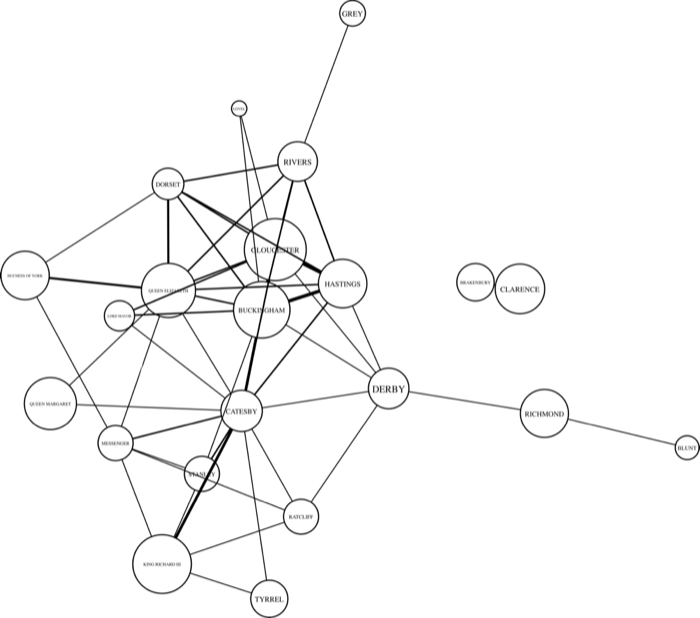 GREY
LOVEL
RIVERS
DORSET
GLOUCESTER
DUCHESS OF YORK
QUEEN ELIZABETH
HASTINGS
BRAKENBURY
CLARENCE
LORD MAYOR
BUCKINGHAM
DERBY
QUEEN MARGARET
CATESBY
RICHMOND
MESSENGER
BLUNT
STANLEY
RATCLIFF
KING RICHARD III
TYRREL